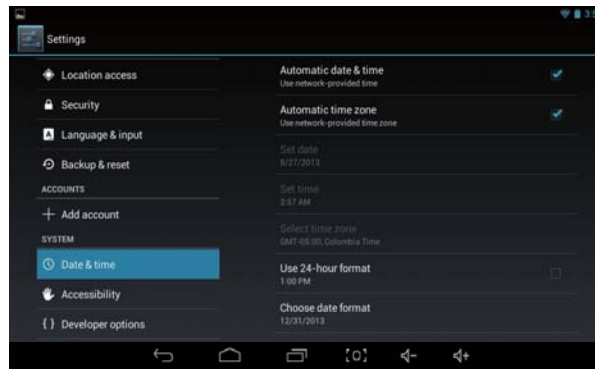 3:5
Settings
Location access
Security
Language & input
Backup & reset
ACCOUNTS
Add account
SYSTEM
Date & time
Accessibility
{ } Developer options
Automatic date & time
Use network-provided time
Automatic time zone
Use network-provided time zone
Set date
8/27/2013
Set time
3:57 AM
Select time zone
GMT-05:00, Colombia Time
Use 24-hour format
1:00 PM
Choose date format
12/31/2013